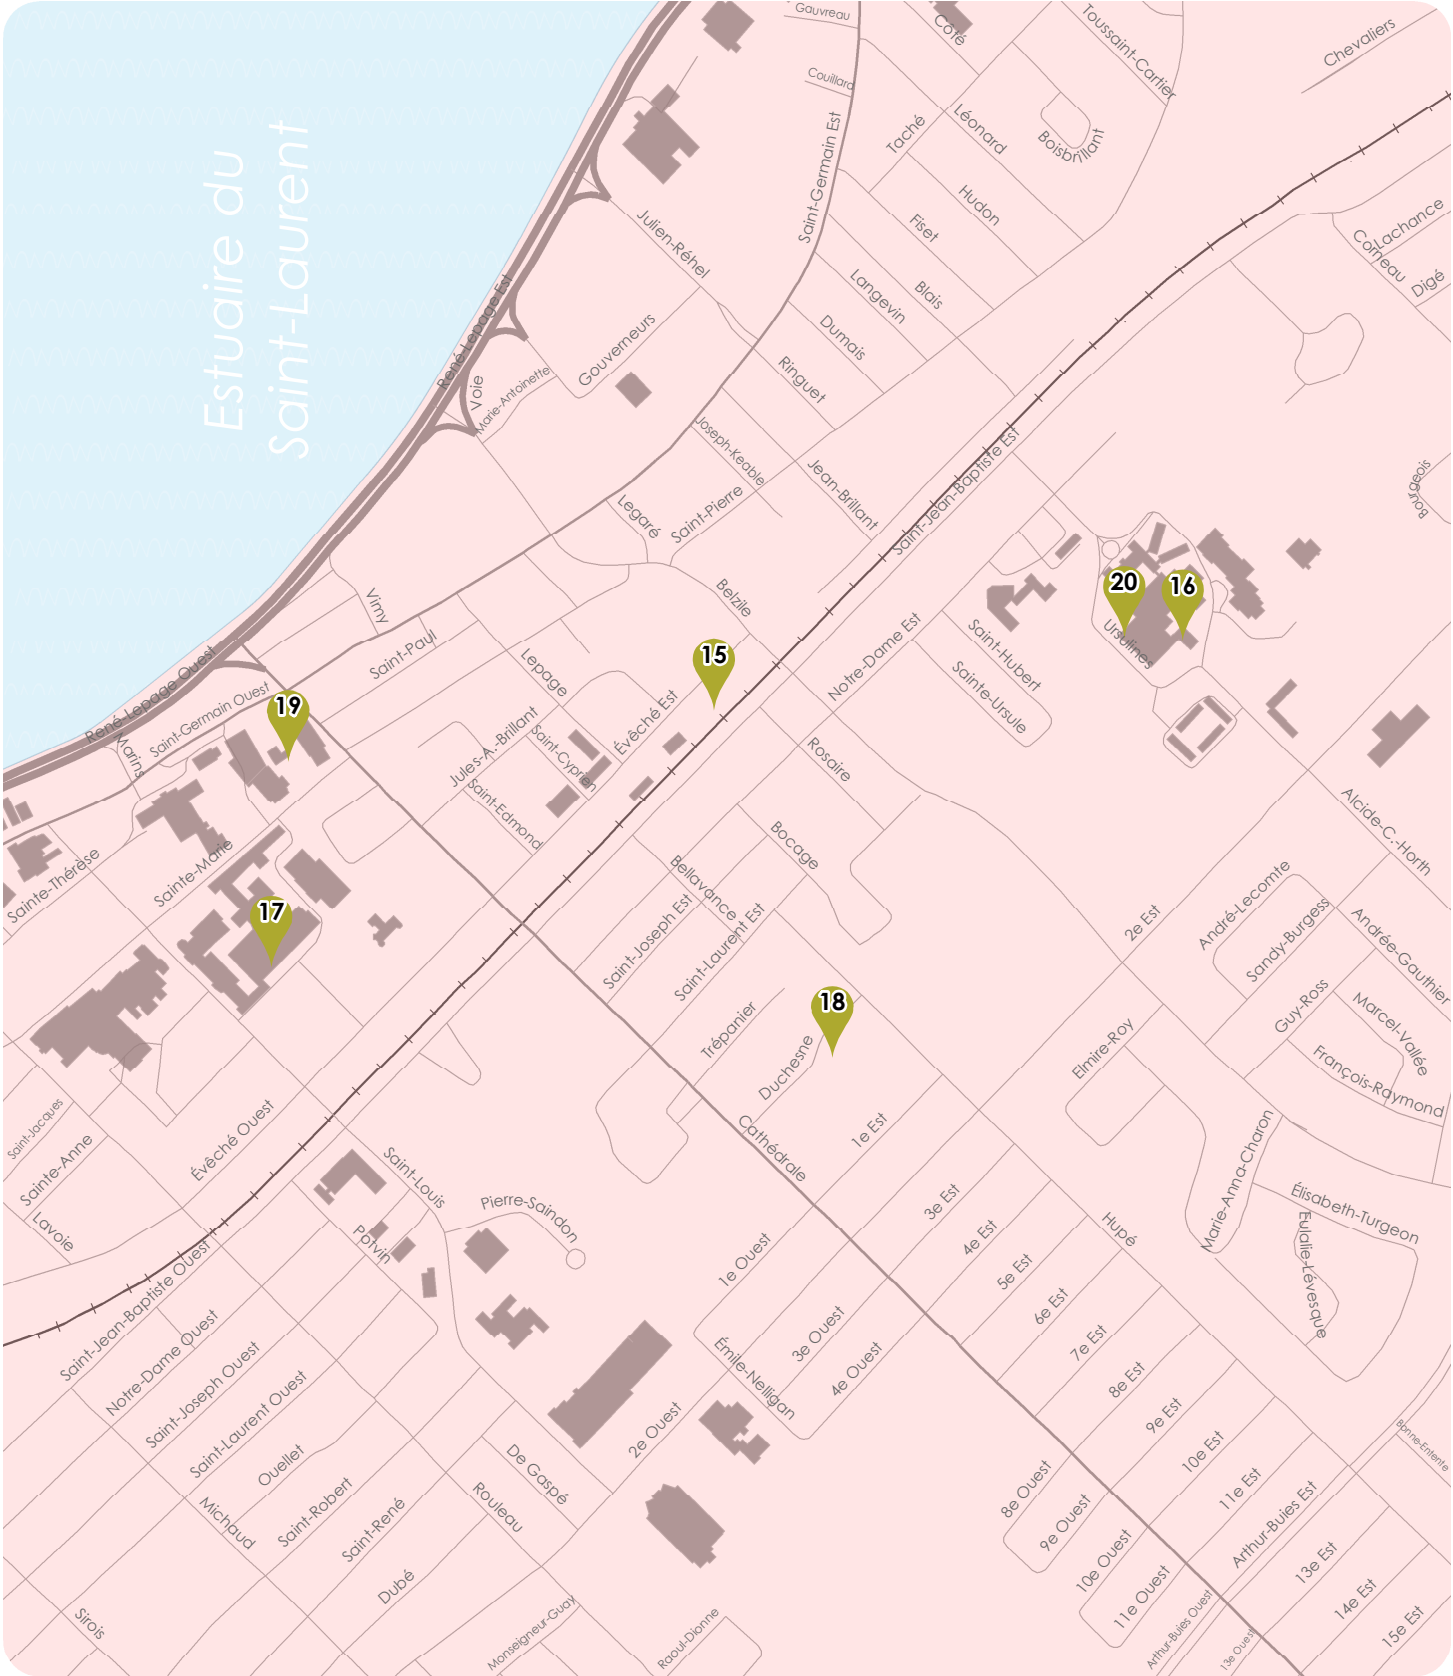 Gauvreau
Côté
Toussaint-Cartier
Chevaliers
Couillard
Léonard
Taché
Boisbrillant
Estuaire du
Saint-Laurent
Saint-Germain Est
Hudon
Fiset
Julien-Réhel
Lachance
Corneau
Digé
Langevin
Blais
René-Lepage Est
Dumais
Gouverneurs
Voie
Marie-Antoinette
Ringuet
Joseph-Keable
Jean-Brillant
Saint-Jean-Baptiste Est
Legaré
Saint-Pierre
Bourgeois
Belzile
Vimy
20
16
Ursulines
Saint-Paul
Notre-Dame Est
Saint-Hubert
Sainte-Ursule
15
Lepage
René-Lepage Ouest
Saint-Germain Ouest
19
Marins
Évêché Est
Jules-A.-Brillant
Saint-Cyprien
Saint-Edmond
Rosaire
Alcide-C.-Horth
Bocage
Sainte-Marie
Sainte-Thérèse
Bellavance
Saint-Joseph Est
Saint-Laurent Est
17
2e Est
André-Lecomte
Sandy-Burgess
Andrée-Gauthier
18
Guy-Ross
Marcel-Vallée
Trépanier
Duchesne
Elmire-Roy
François-Raymond
Saint-Jacques
Sainte-Anne
Évêché Ouest
Cathédrale
1e Est
Marie-Anna-Charon
Saint-Louis
Pierre-Saindon
Lavoie
Potvin
3e Est
4e Est
Hupé
Élisabeth-Turgeon
Eulalie-Lévesque
1e Ouest
5e Est
6e Est
Saint-Jean-Baptiste Ouest
Notre-Dame Ouest
3e Ouest
4e Ouest
7e Est
8e Est
Émile-Nelligan
Saint-Joseph Ouest
Saint-Laurent Ouest
2e Ouest
9e Est
10e Est
Bonne-Entente
Ouellet
De Gaspé
11e Est
8e Ouest
9e Ouest
Michaud
Saint-Robert
Saint-René
Rouleau
Arthur-Buies Est
10e Ouest
11e Ouest
13e Est
14e Est
15e Est
Dubé
Sirois
Monseigneur-Guay
Raoul-Dionne
Arthur-Buies Ouest
13e Ouest